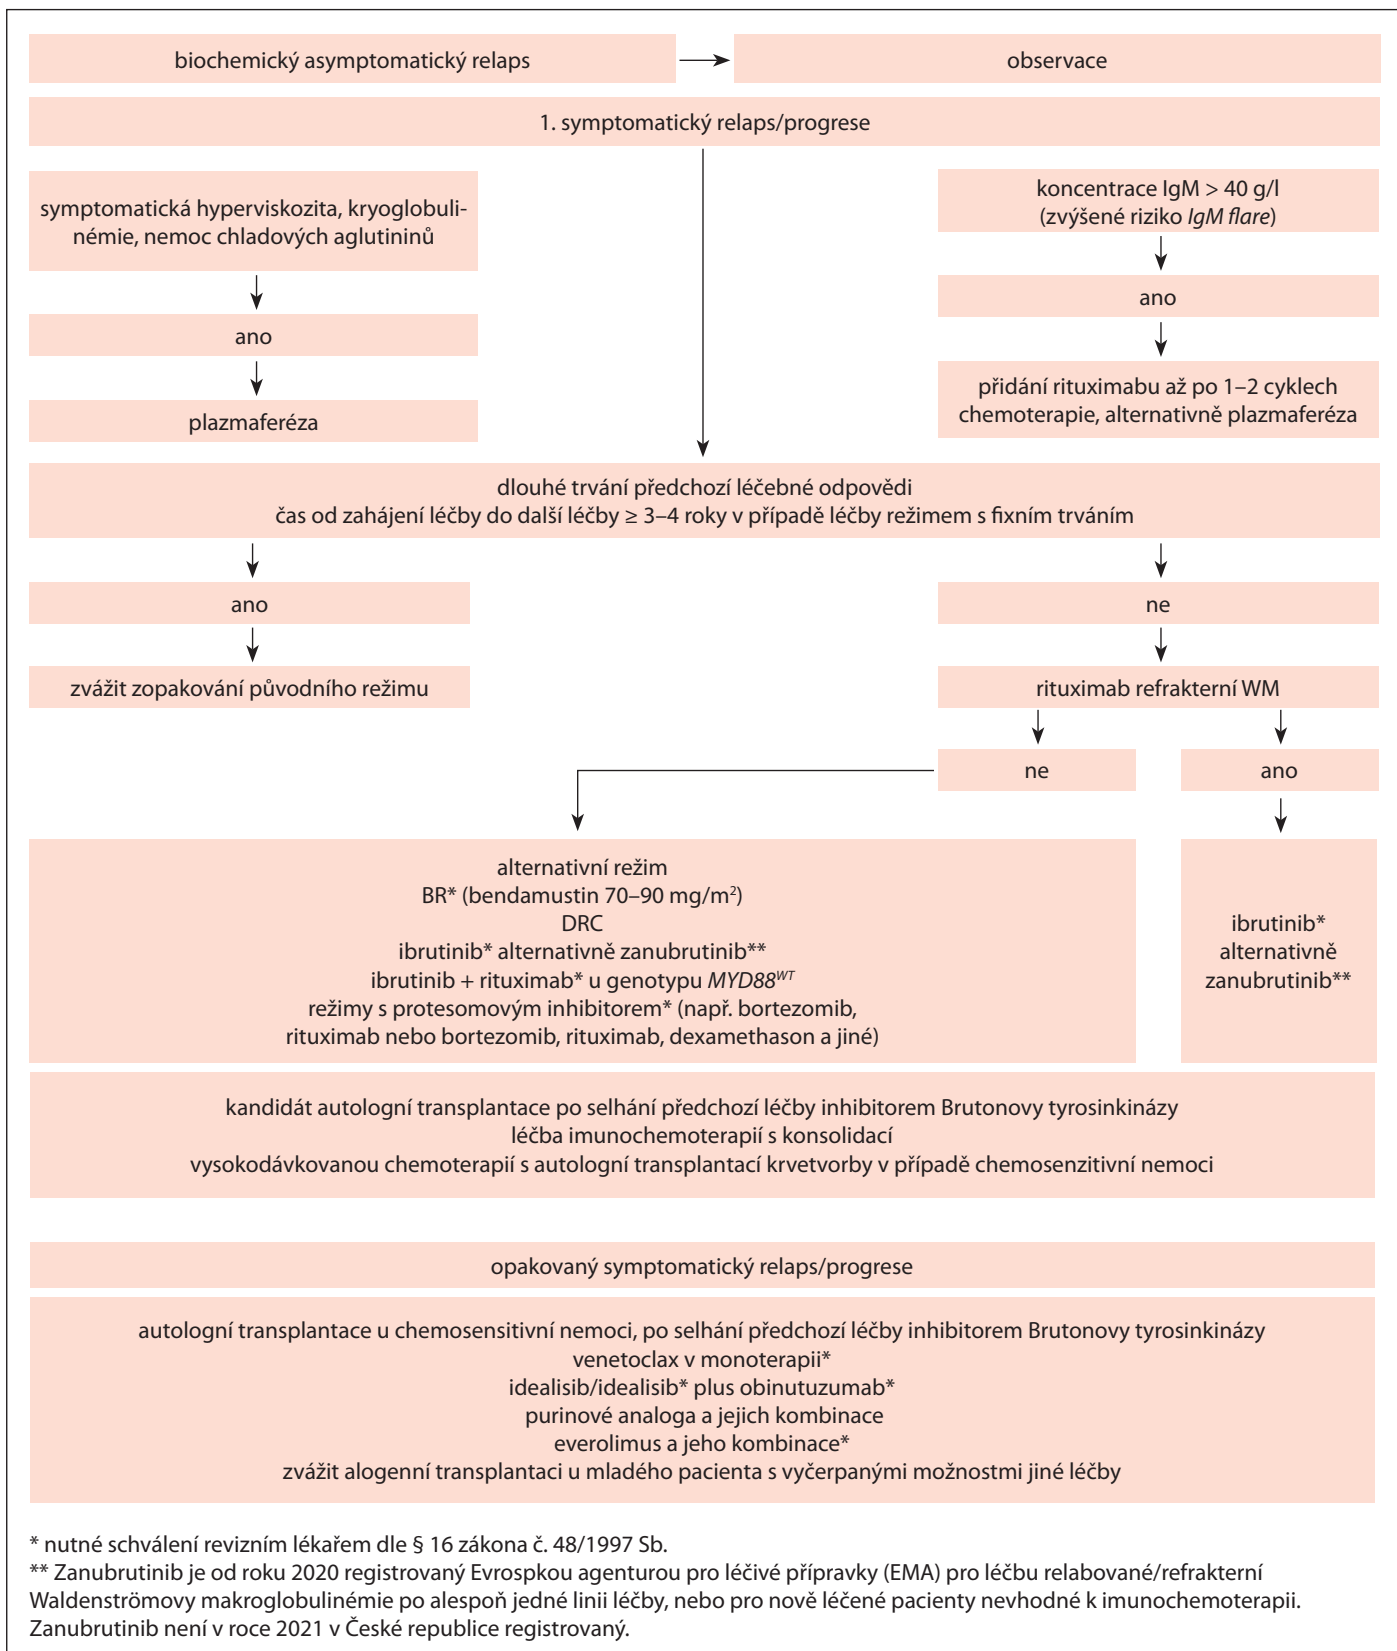 biochemický asymptomatický relaps
observace
1. symptomatický relaps/progrese
symptomatická hyperviskozita, kryoglobuli-
némie, nemoc chladových aglutininů
ano
plazmaferéza
koncentrace IgM > 40 g/l
(zvýšené riziko IgM flare)
ano
přidání rituximabu až po 1–2 cyklech
chemoterapie, alternativně plazmaferéza
dlouhé trvání předchozí léčebné odpovědi
čas od zahájení léčby do další léčby ≥ 3–4 roky v případě léčby režimem s fixním trváním
ano
zvážit zopakování původního režimu
ne
rituximab refrakterní WM
ne
ano
alternativní režim
BR* (bendamustin 70–90 mg/m²)
DRC
ibrutinib* alternativně zanubrutinib**
ibrutinib + rituximab* u genotypu MYD88ᵂᵀ
režimy s protesomovým inhibitorem* (např. bortezomib,
rituximab nebo bortezomib, rituximab, dexamethason a jiné)
ibrutinib*
alternativně
zanubrutinib**
kandidát autologní transplantace po selhání předchozí léčby inhibitorem Brutonovy tyrosinkinázy
léčba imunochemoterapií s konsolidací
vysokodávkovanou chemoterapií s autologní transplantací krvetvorby v případě chemosenzitivní nemoci
opakovaný symptomatický relaps/progrese
autologní transplantace u chemosensitivní nemoci, po selhání předchozí léčby inhibitorem Brutonovy tyrosinkinázy
venetoclax v monoterapii*
idealisib/idealisib* plus obinutuzumab*
purinové analoga a jejich kombinace
everolimus a jeho kombinace*
zvážit alogenní transplantaci u mladého pacienta s vyčerpanými možnostmi jiné léčby
* nutné schválení revizním lékařem dle § 16 zákona č. 48/1997 Sb.
** Zanubrutinib je od roku 2020 registrovaný Evrospkou agenturou pro léčivé přípravky (EMA) pro léčbu relabované/refrakterní
Waldenströmovy makroglobulinémie po alespoň jedné linii léčby, nebo pro nově léčené pacienty nevhodné k imunochemoterapii.
Zanubrutinib není v roce 2021 v České republice registrovaný.